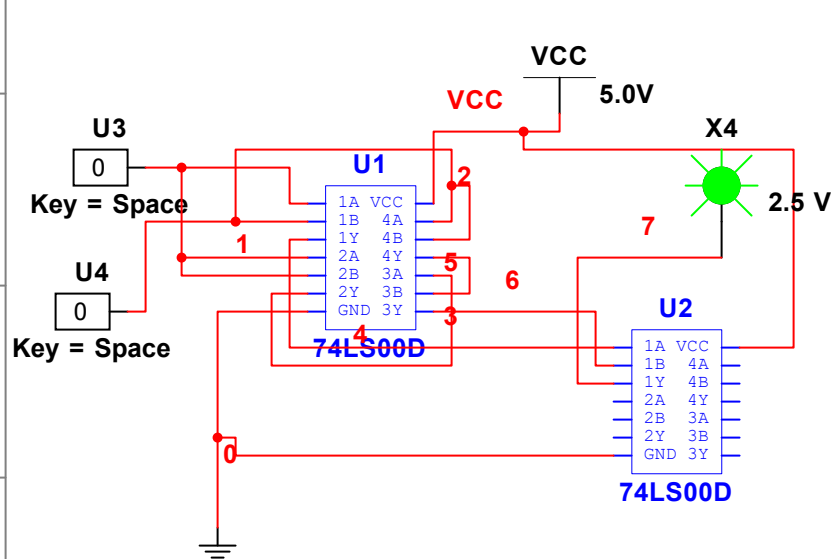 VCC
VCC
5.0V
U3
0
Key = Space
U1
X4
2.5 V
1A VCC
1B 4A
1Y 4B
2A 4Y
2B 3A
2Y 3B
GND 3Y
74LS00D
2
1
5
6
7
3
4
U4
0
Key = Space
U2
1A VCC
1B 4A
1Y 4B
2A 4Y
2B 3A
2Y 3B
GND 3Y
74LS00D
0